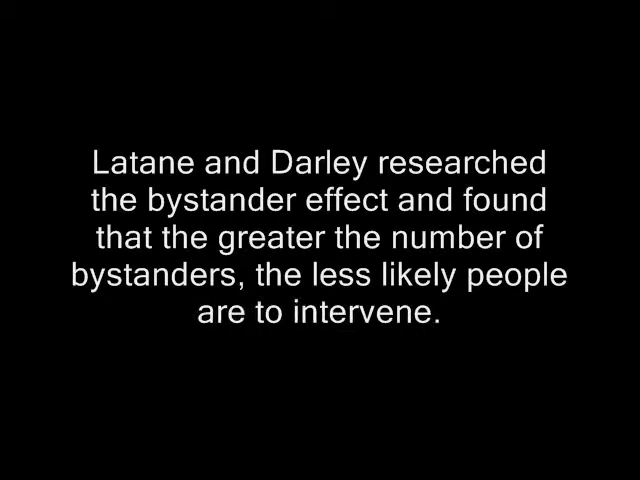 Latane and Darley researched
the bystander effect and found
that the greater the number of
bystanders, the less likely people
are to intervene.